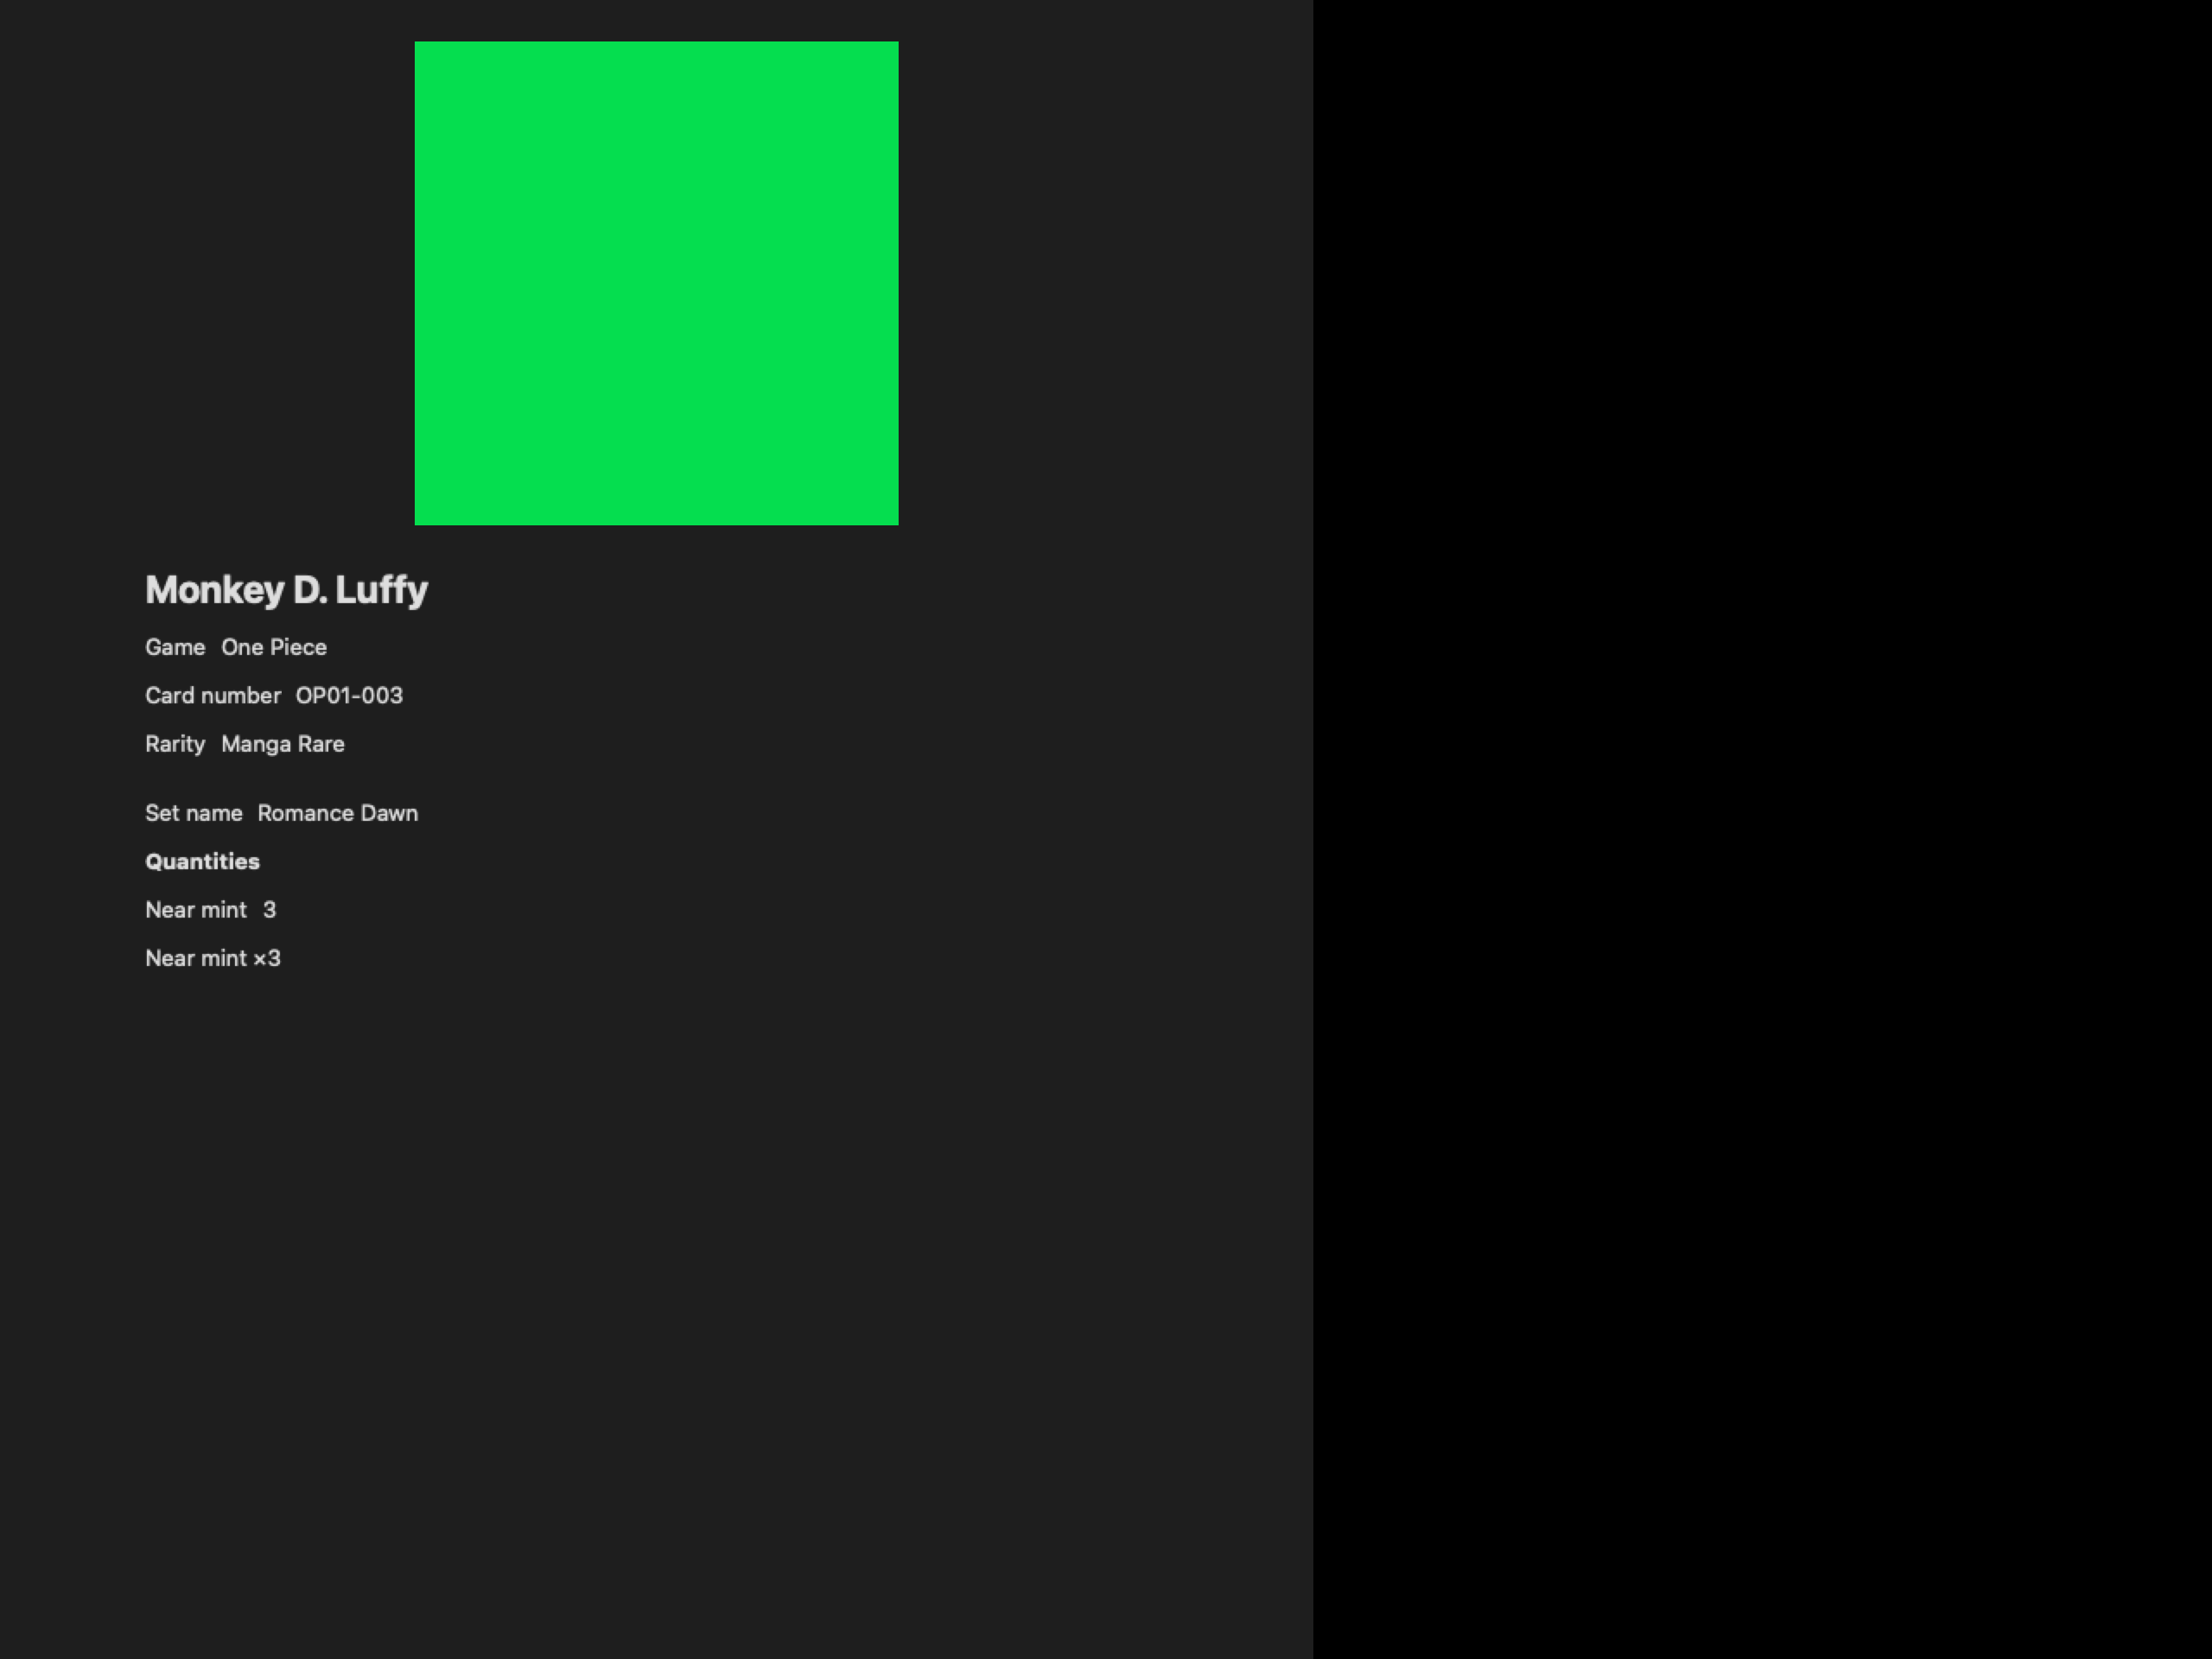 Monkey D. Luffy
Game One Piece
Card number OP01-003
Rarity Manga Rare
Set name Romance Dawn
Quantities
Near mint 3
Near mint ×3